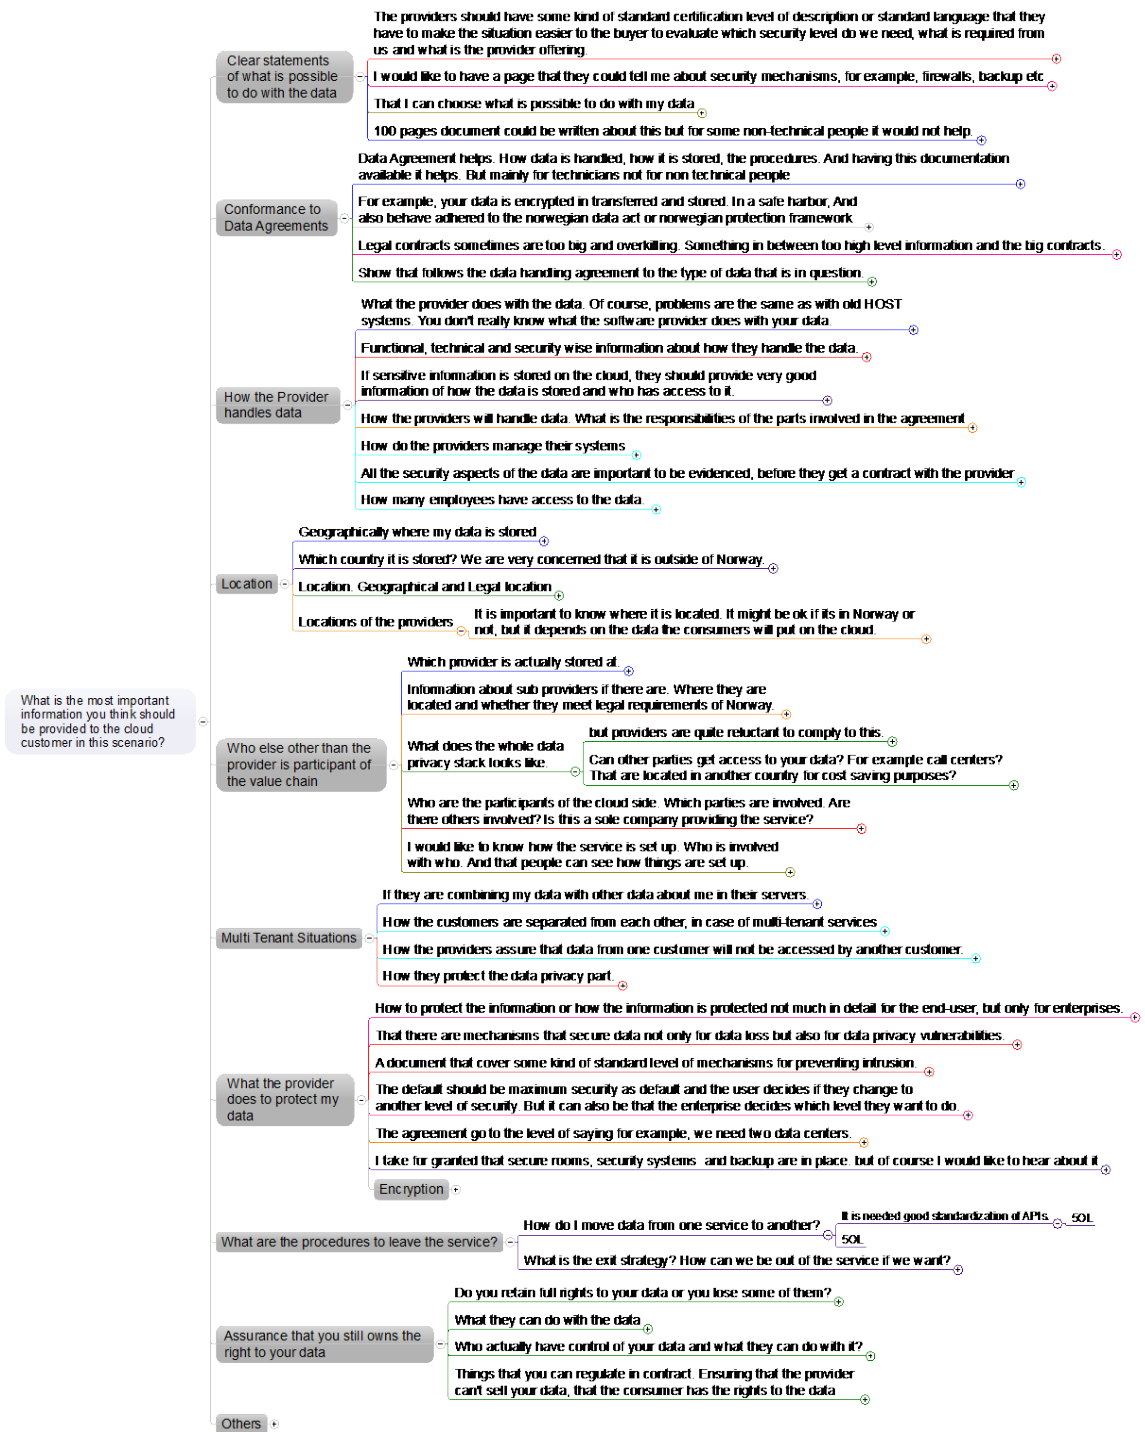 What is the most important
information you think should
be provided to the cloud
customer in this scenario?
Clear statements
of what is possible
to do with the data
The providers should have some kind of standard certification level of description or standard language that they
have to make the situation easier to the buyer to evaluate which security level do we need, what is required from
us and what is the provider offering.
I would like to have a page that they could tell me about security mechanisms, for example, firewalls, backup etc
That I can choose what is possible to do with my data
100 pages document could be written about this but for some non-technical people it would not help.
Conformance to
Data Agreements
Data Agreement helps. How data is handled, how it is stored, the procedures. And having this documentation
available it helps. But mainly for technicians not for non technical people
For example, your data is encrypted in transferred and stored. In a safe harbor, And
also behave adhered to the norwegian data act or norwegian protection framework
Legal contracts sometimes are too big and overkilling. Something in between too high level information and the big contracts.
Show that follows the data handling agreement to the type of data that is in question.
How the Provider
handles data
What the provider does with the data. Of course, problems are the same as with old HOST
systems. You don't really know what the software provider does with your data.
Functional, technical and security wise information about how they handle the data.
If sensitive information is stored on the cloud, they should provide very good
information of how the data is stored and who has access to it.
How the providers will handle data. What is the responsibilities of the parts involved in the agreement
How do the providers manage their systems
All the security aspects of the data are important to be evidenced, before they get a contract with the provider
How many employees have access to the data.
Location
Geographically where my data is stored
Which country it is stored? We are very concerned that it is outside of Norway.
Location. Geographical and Legal location
Locations of the providers
It is important to know where it is located. It might be ok if its in Norway or
not, but it depends on the data the consumers will put on the cloud.
Who else other than the
provider is participant of
the value chain
Which provider is actually stored at.
Information about sub providers if there are. Where they are
located and whether they meet legal requirements of Norway.
What does the whole data
privacy stack looks like.
but providers are quite reluctant to comply to this.
Can other parties get access to your data? For example call centers?
That are located in another country for cost saving purposes?
Who are the participants of the cloud side. Which parties are involved. Are
there others involved? Is this a sole company providing the service?
I would like to know how the service is set up. Who is involved
with who. And that people can see how things are set up.
Multi Tenant Situations
If they are combining my data with other data about me in their servers.
How the customers are separated from each other, in case of multi-tenant services
How the providers assure that data from one customer will not be accessed by another customer.
How they protect the data privacy part.
What the provider
does to protect my
data
How to protect the information or how the information is protected not much in detail for the end-user, but only for enterprises.
That there are mechanisms that secure data not only for data loss but also for data privacy vulnerabilities.
A document that cover some kind of standard level of mechanisms for preventing intrusion.
The default should be maximum security as default and the user decides if they change to
another level of security. But it can also be that the enterprise decides which level they want to do.
The agreement go to the level of saying for example, we need two data centers.
I take for granted that secure rooms, security systems and backup are in place. but of course I would like to hear about it
Encryption
What are the procedures to leave the service?
How do I move data from one service to another?
It is needed good standardization of APIs.
5OL
5OL
What is the exit strategy? How can we be out of the service if we want?
Assurance that you still owns the
right to your data
Do you retain full rights to your data or you lose some of them?
What they can do with the data
Who actually have control of your data and what they can do with it?
Things that you can regulate in contract. Ensuring that the provider
can't sell your data, that the consumer has the rights to the data
Others